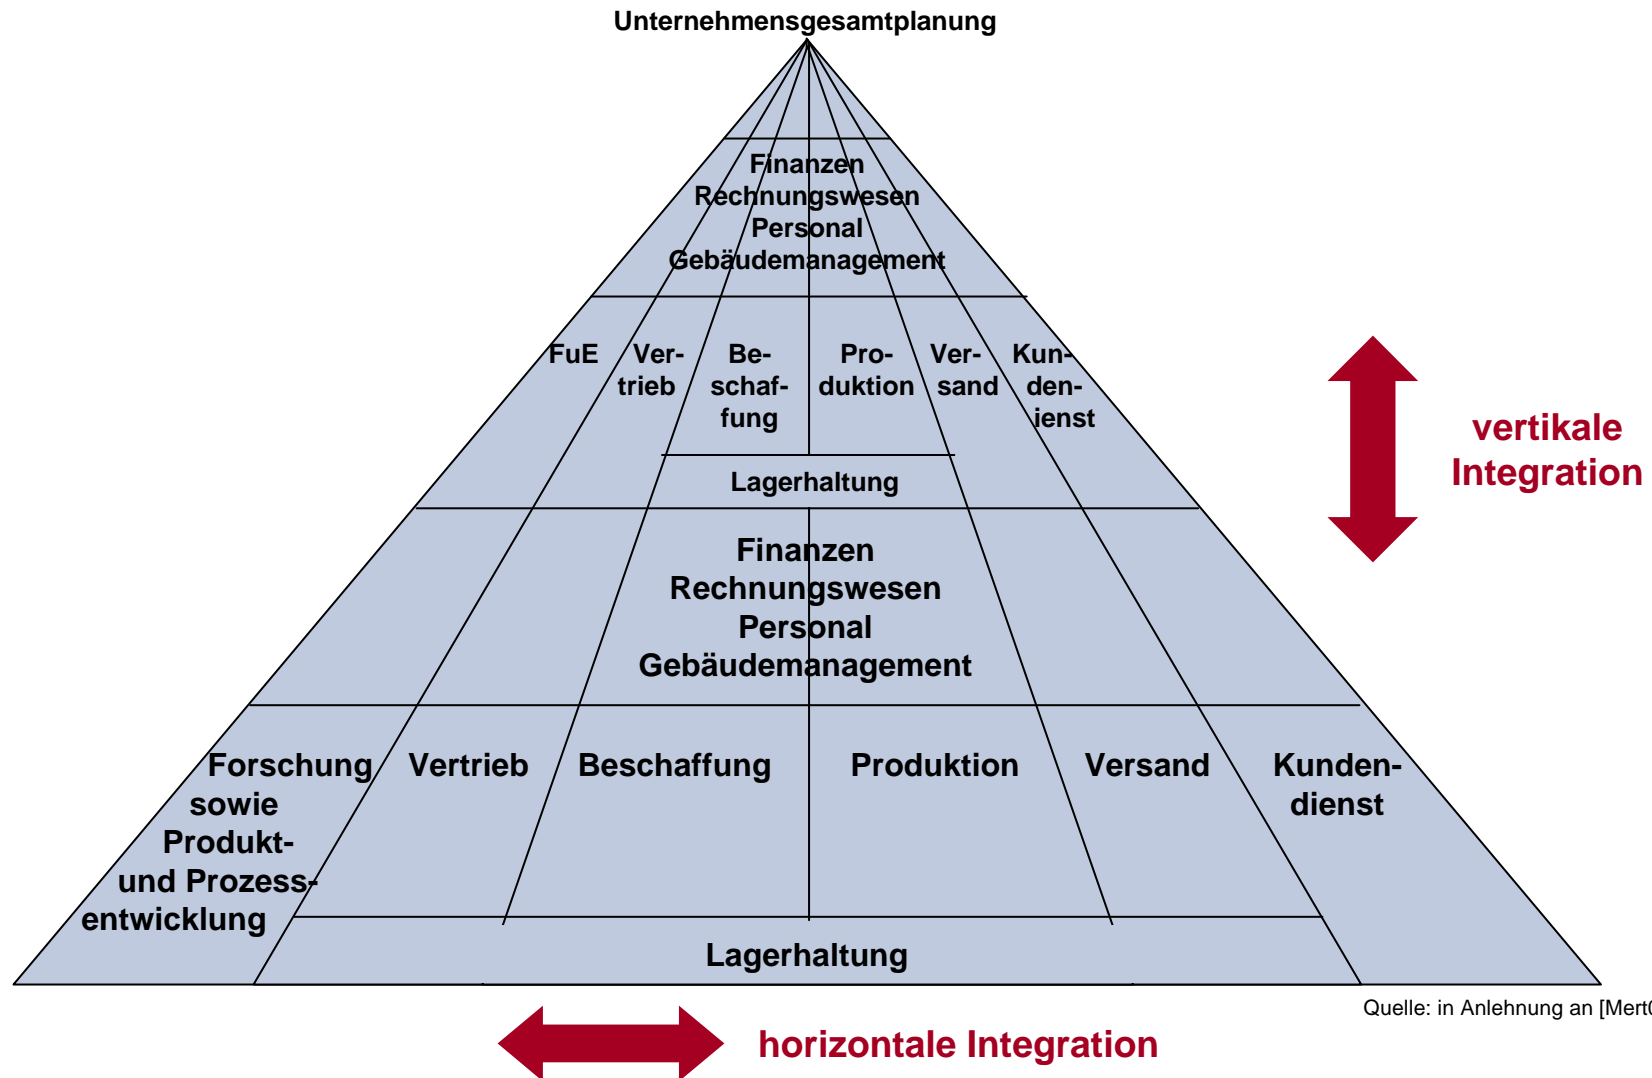 Unternehmensgesamtplanung
Finanzen
Rechnungswesen
Personal
Gebäudemanagement
FuE
Ver-
trieb
Be-
schaf-
fung
Pro-
duktion
Ver-
sand
Kun-
den-
ienst
Lagerhaltung
vertikale
Integration
Finanzen
Rechnungswesen
Personal
Gebäudemanagement
Forschung
sowie
Produkt-
und Prozess-
entwicklung
Vertrieb
Beschaffung
Produktion
Versand
Kunden-
dienst
Lagerhaltung
Quelle: in Anlehnung an [Mert0
horizontale Integration